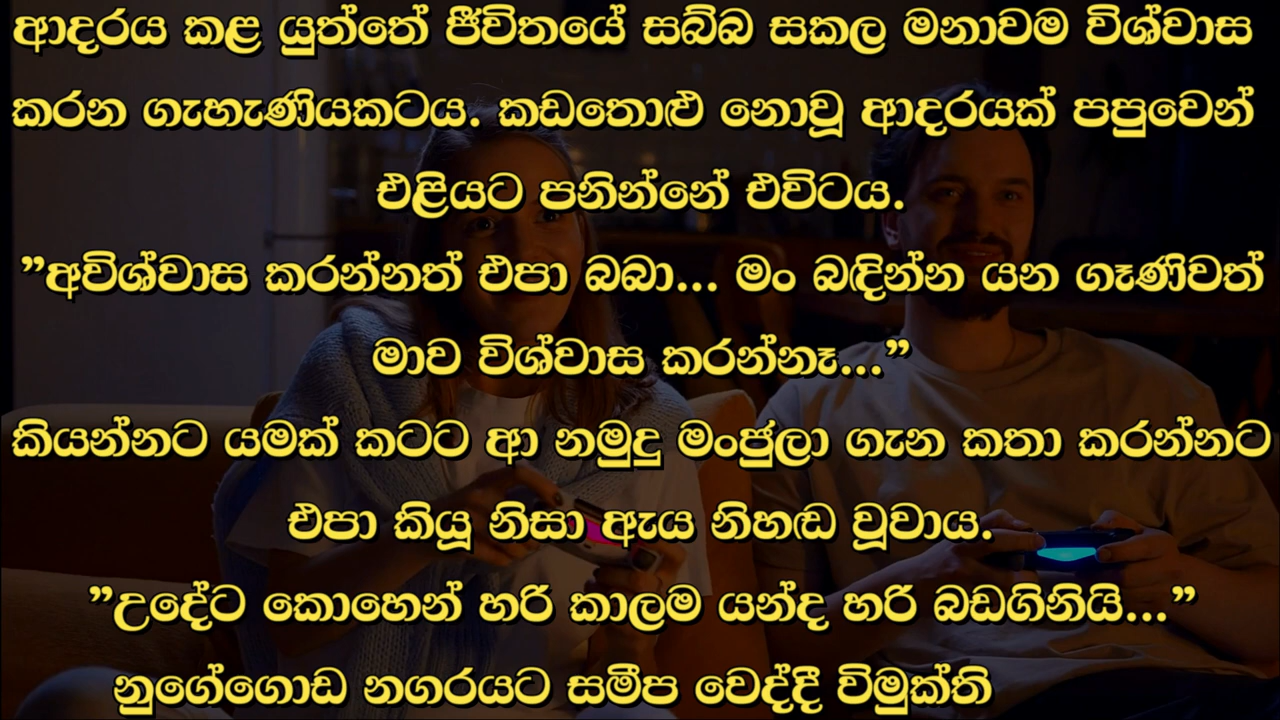 ආදරය කළ යුත්තේ ජීවිතයේ සබ්බ සකල මනාවම විශ්වාස
කරන ගැහැණියකටය. කඩතොළු නොවූ ආදරයක් පපුවෙන්
එළියට පනින්නේ එවිටය.
”අවිශ්වාස කරන්නත් එපා බබා... මං බඳින්න යන ගෑණිවත්
මාව විශ්වාස කරන්නෑ...”
කියන්නට යමක් කටට ආ නමුදු මංජුලා ගැන කතා කරන්නට
එපා කියූ නිසා ඇය නිහඬ වූවාය.
”උදේට කොහෙන් හරි කාලම යන්ද හරි බඩගිනියි...”
නුගේගොඩ නගරයට සමීප වෙද්දී විමුක්ති